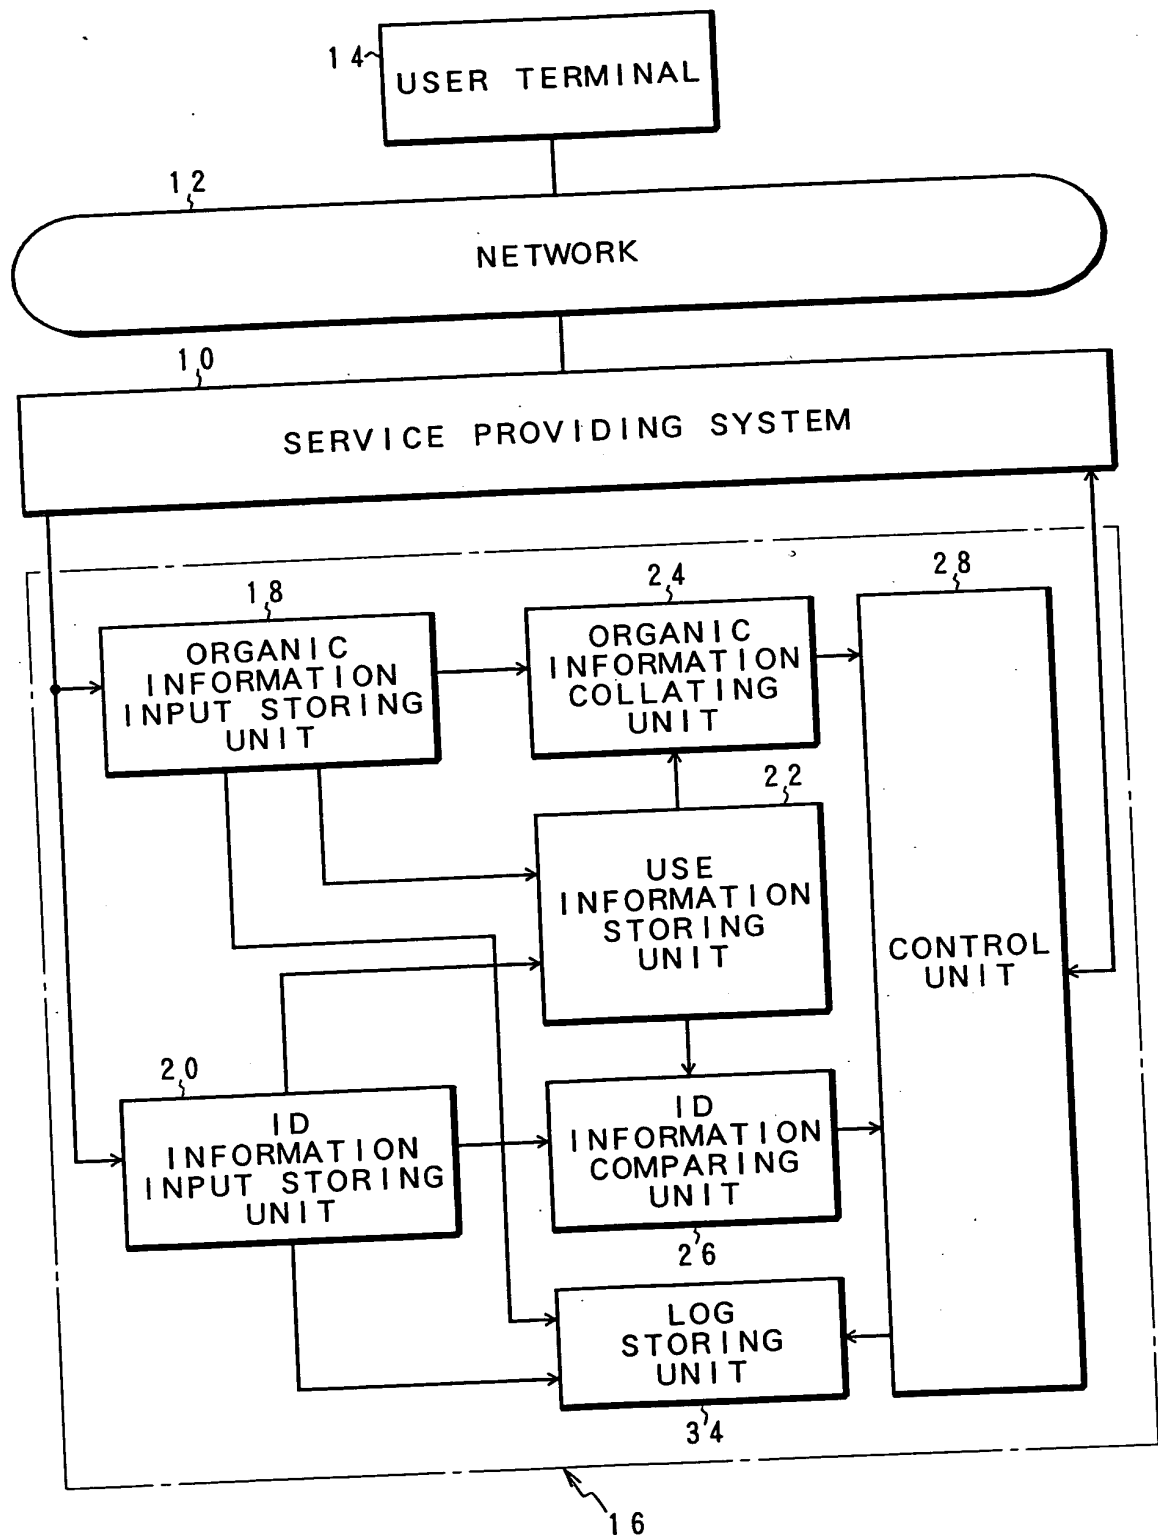 14
USER TERMINAL
12
NETWORK
10
SERVICE PROVIDING SYSTEM
18
ORGANIC
INFORMATION
INPUT STORING
UNIT
24
ORGANIC
INFORMATION
COLLATING
UNIT
28
CONTROL
UNIT
22
USE
INFORMATION
STORING
UNIT
20
ID
INFORMATION
INPUT STORING
UNIT
ID
INFORMATION
COMPARING
UNIT
26
LOG
STORING
UNIT
34
16